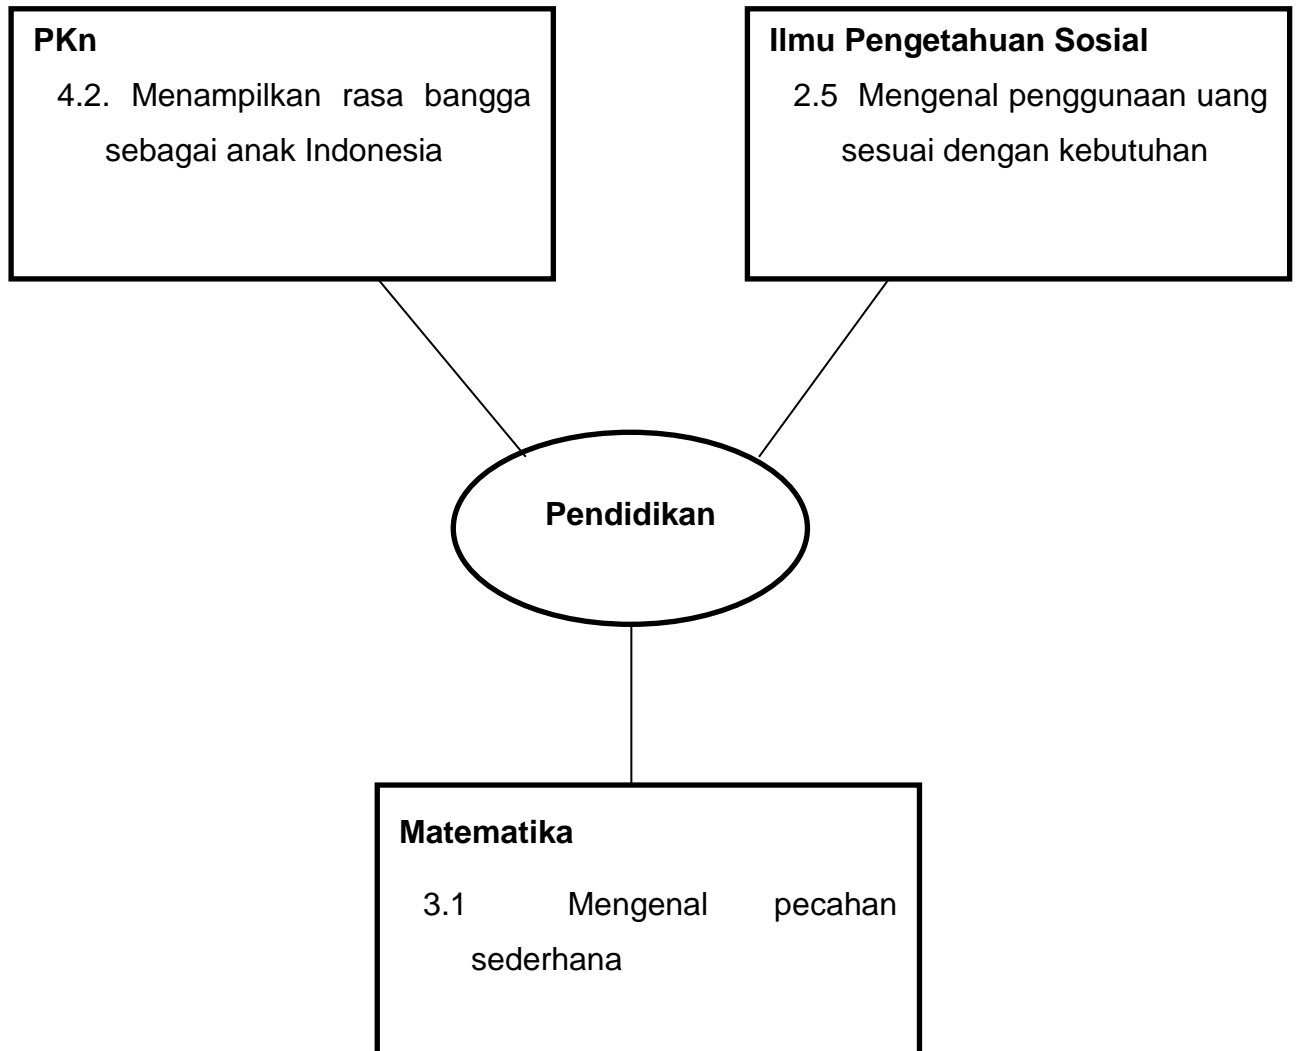 PKn
4.2. Menampilkan rasa bangga
sebagai anak Indonesia
Ilmu Pengetahuan Sosial
2.5 Mengenal penggunaan uang
sesuai dengan kebutuhan
Pendidikan
Matematika
3.1 Mengenal pecahan
sederhana